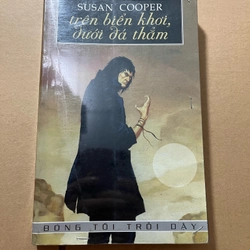 SUSAN COOPER
trên biển khơi,
dưới đá thẳm
BÓNG TỐI TRỖI DẬY